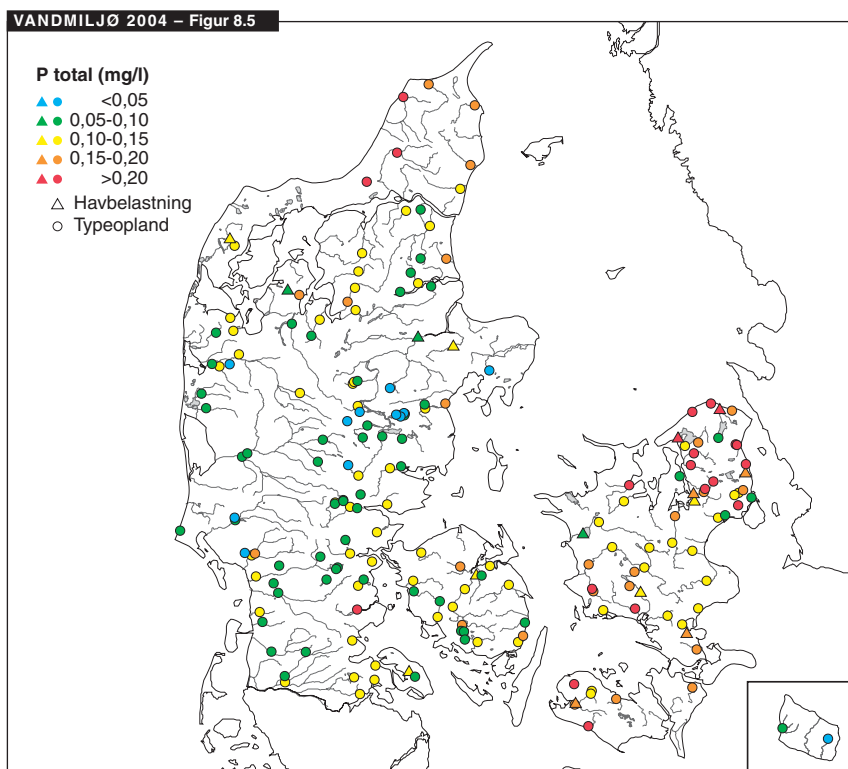 VANDMILJØ 2004 – Figur 8.5
P total (mg/l)
<0,05
0,05-0,10
0,10-0,15
0,15-0,20
>0,20
Havbelastning
Typeopland